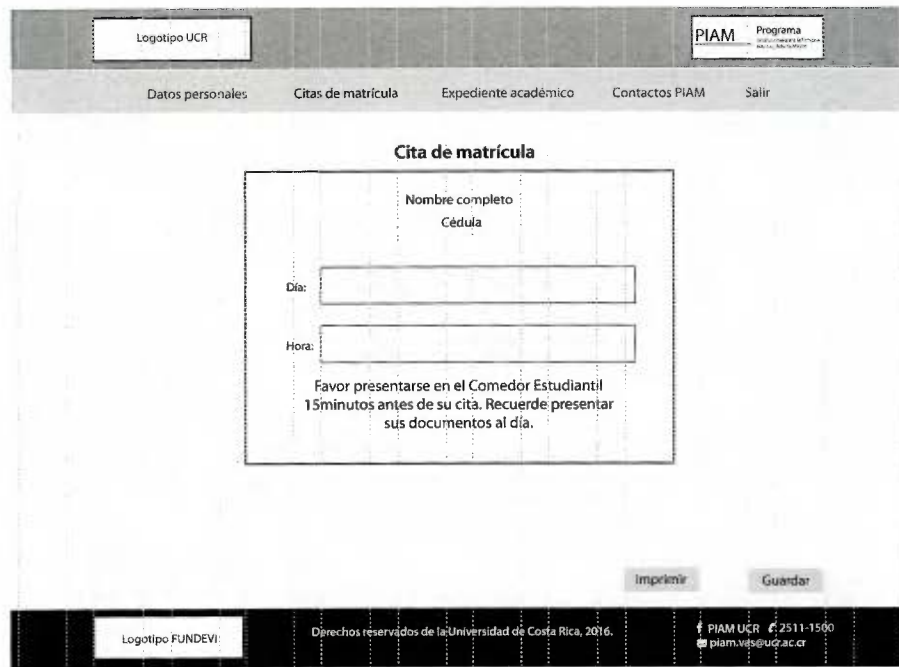 Logotipo UCR
PIAM Programa
Datos personales Citas de matrícula Expediente académico Contactos PIAM Salir
Cita de matrícula
Nombre completo
Cédula
Día:
Hora:
Favor presentarse en el Comedor Estudiantil
15minutos antes de su cita. Recuerde presentar
sus documentos al día.
Imprimir Guardar
Logotipo FUNDEVI
Derechos reservados de la Universidad de Costa Rica, 2016.
PIAM UCR 2511-1500
piam.vas@ucr.ac.cr